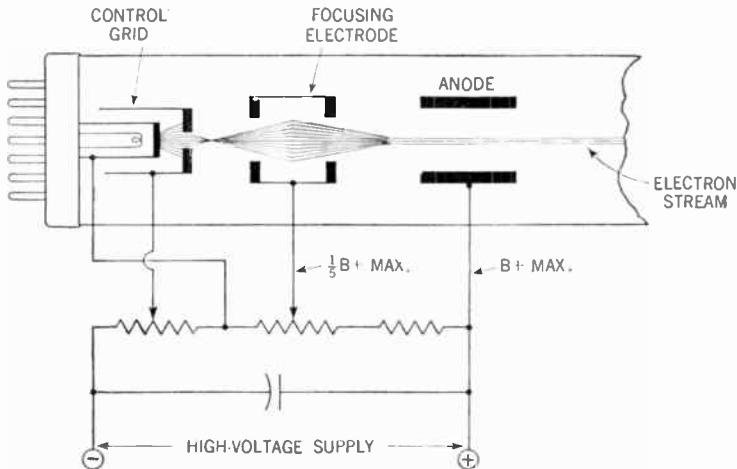 CONTROL
GRID
FOCUSING
ELECTRODE
ANODE
ELECTRON
STREAM
1/5 B+ MAX.
B+ MAX.
HIGH-VOLTAGE SUPPLY
−
+